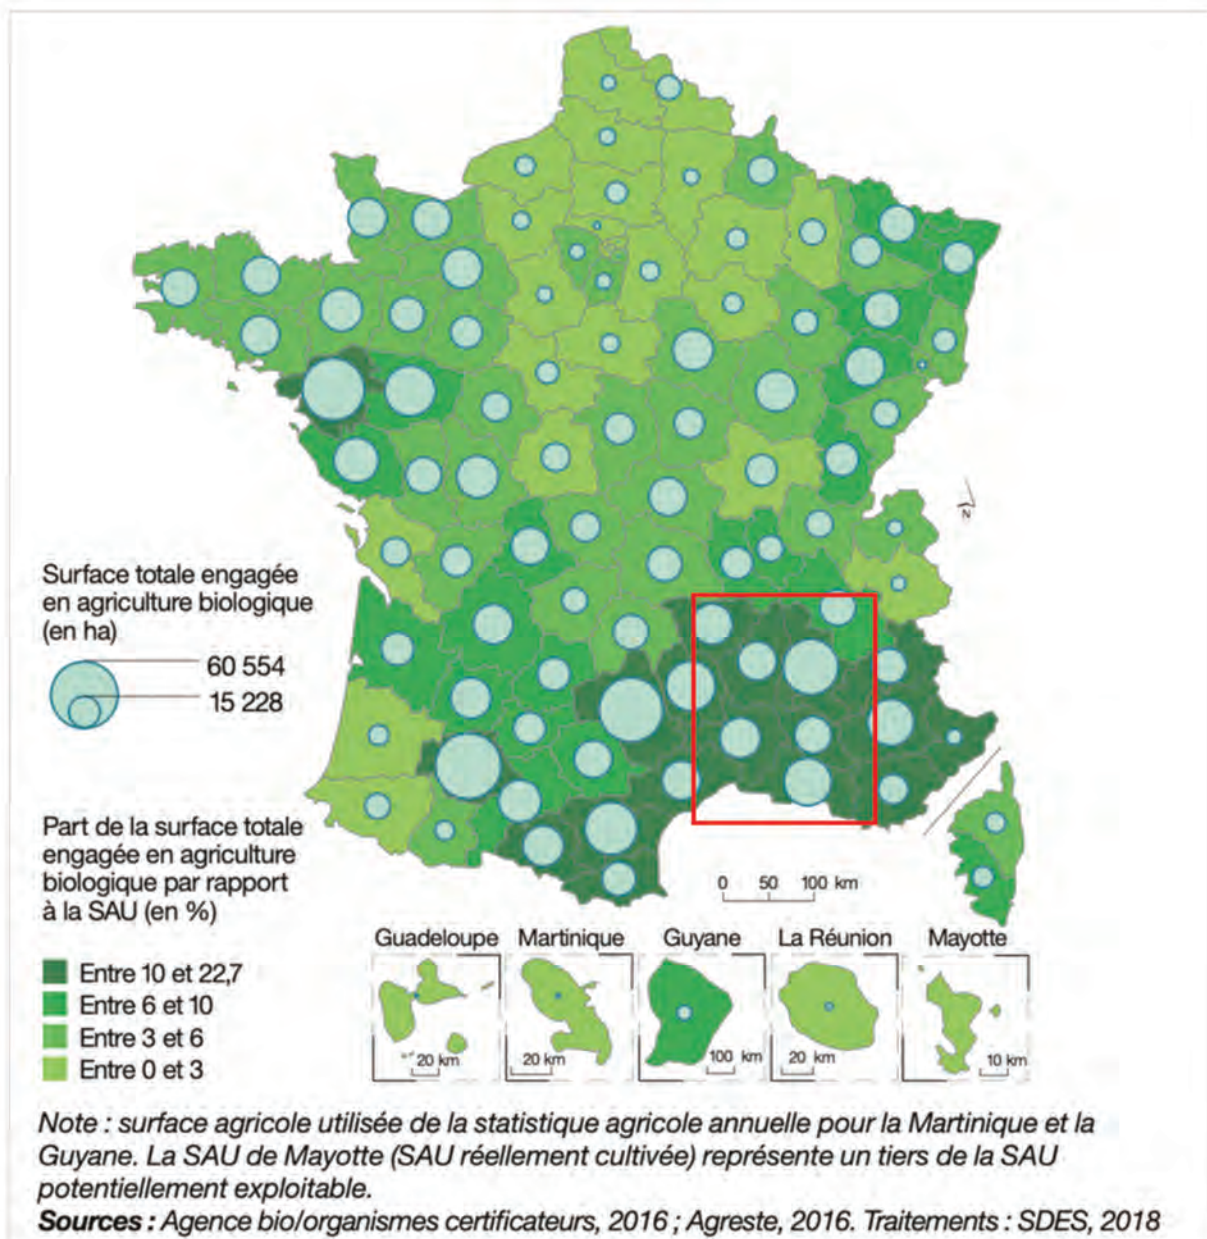 Surface totale engagée
en agriculture biologique
(en ha)
60 554
15 228
Part de la surface totale
engagée en agriculture
biologique par rapport
à la SAU (en %)
Entre 10 et 22,7
Entre 6 et 10
Entre 3 et 6
Entre 0 et 3
N
0 50 100 km
Guadeloupe
Martinique
Guyane
La Réunion
Mayotte
20 km
20 km
100 km
20 km
10 km
Note : surface agricole utilisée de la statistique agricole annuelle pour la Martinique et la
Guyane. La SAU de Mayotte (SAU réellement cultivée) représente un tiers de la SAU
potentiellement exploitable.
Sources : Agence bio/organismes certificateurs, 2016 ; Agreste, 2016. Traitements : SDES, 2018